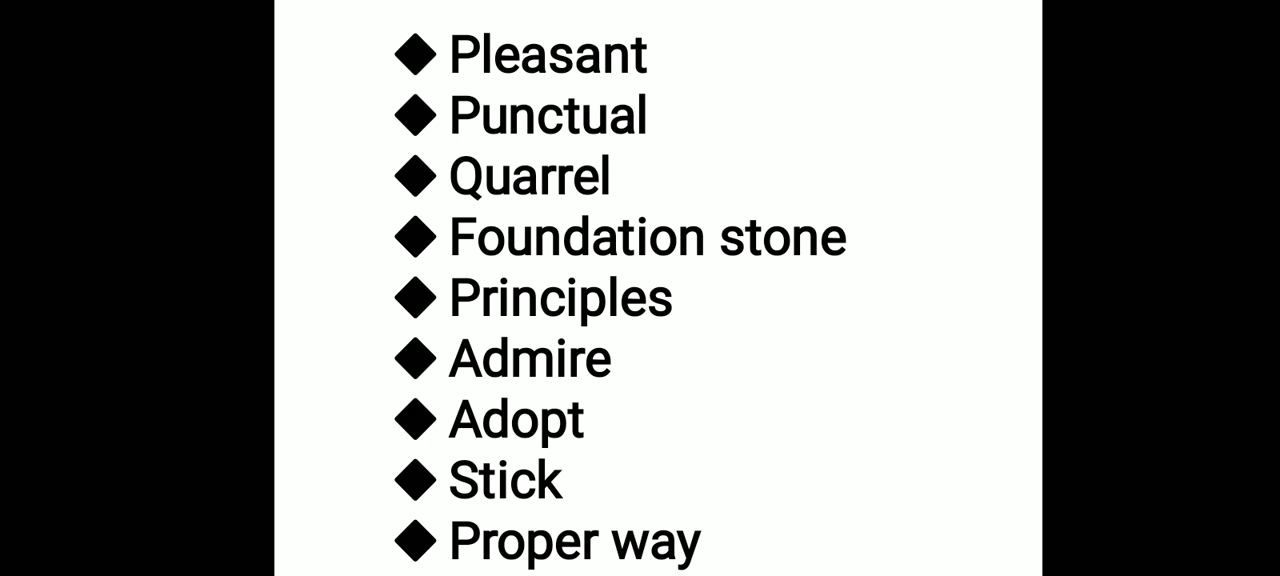 ◆ Pleasant
◆ Punctual
◆ Quarrel
◆ Foundation stone
◆ Principles
◆ Admire
◆ Adopt
◆ Stick
◆ Proper way